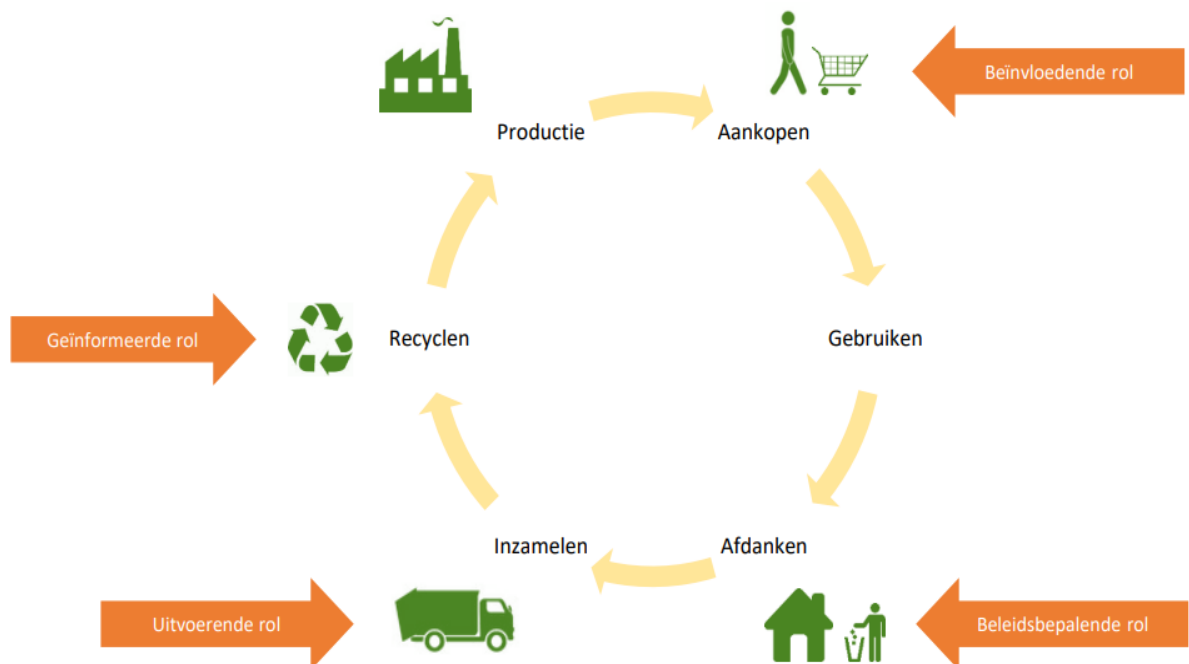 Beïnvloedende rol
Productie
Aankopen
Geïnformeerde rol
Recyclen
Gebruiken
Inzamelen
Afdanken
Uitvoerende rol
Beleidsbepalende rol